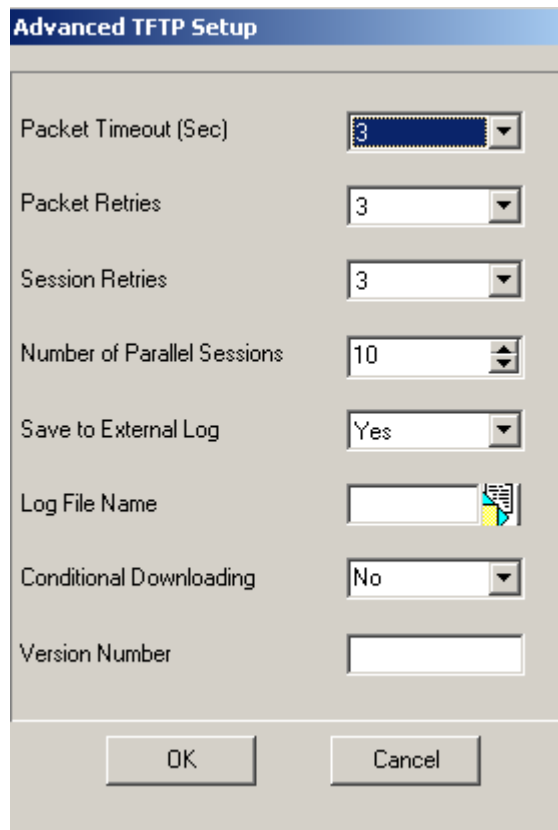 Advanced TFTP Setup
Packet Timeout (Sec) 3
Packet Retries 3
Session Retries 3
Number of Parallel Sessions 10
Save to External Log Yes
Log File Name
Conditional Downloading No
Version Number
OK Cancel